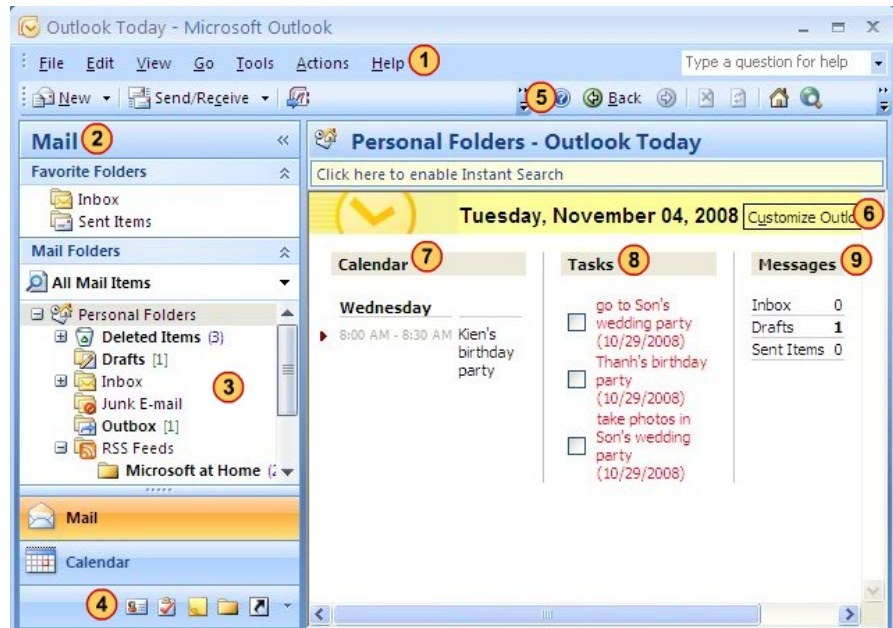 Outlook Today - Microsoft Outlook
File Edit View Go Tools Actions Help 1 Type a question for help
New Send/Receive 5 Back
Mail 2
Favorite Folders
Inbox
Sent Items
Mail Folders
All Mail Items
Personal Folders
Deleted Items (3)
Drafts [1]
Inbox
3
Junk E-mail
Outbox [1]
RSS Feeds
Microsoft at Home
Mail
Calendar
4
Personal Folders - Outlook Today
Click here to enable Instant Search
Tuesday, November 04, 2008 Customize Outlo 6
Calendar 7
Wednesday
8:00 AM - 8:30 AM Kien's
birthday
party
Tasks 8
go to Son's
wedding party
(10/29/2008)
Thanh's birthday
party
(10/29/2008)
take photos in
Son's wedding
party
(10/29/2008)
Messages 9
Inbox 0
Drafts 1
Sent Items 0